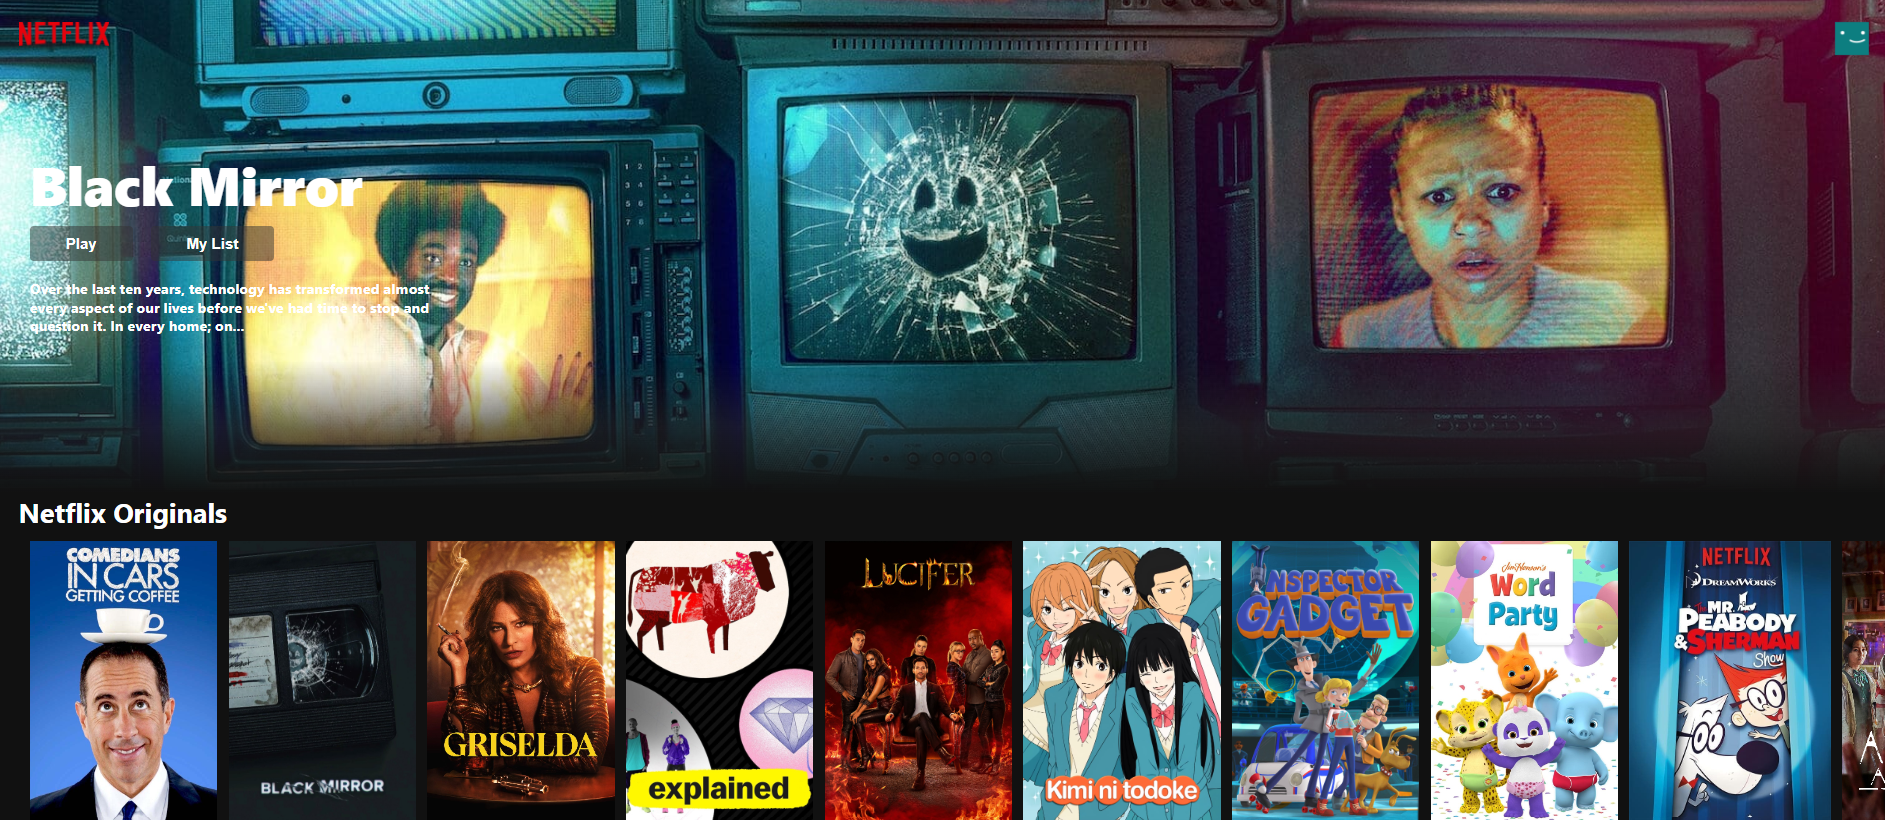 NETFLIX
Black Mirror
Play
My List
Over the last ten years, technology has transformed almost
every aspect of our lives before we've had time to stop and
question it. In every home; on...
Netflix Originals
COMEDIANS
IN CARS
GETTING COFFEE
BLACK MIRROR
GRISELDA
explained
LUCIFER
Kimi ni todoke
INSPECTOR
GADGET
Jim Henson's
Word
Party
NETFLIX
DREAMWORKS
The
MR.
PEABODY
& SHERMAN
Show